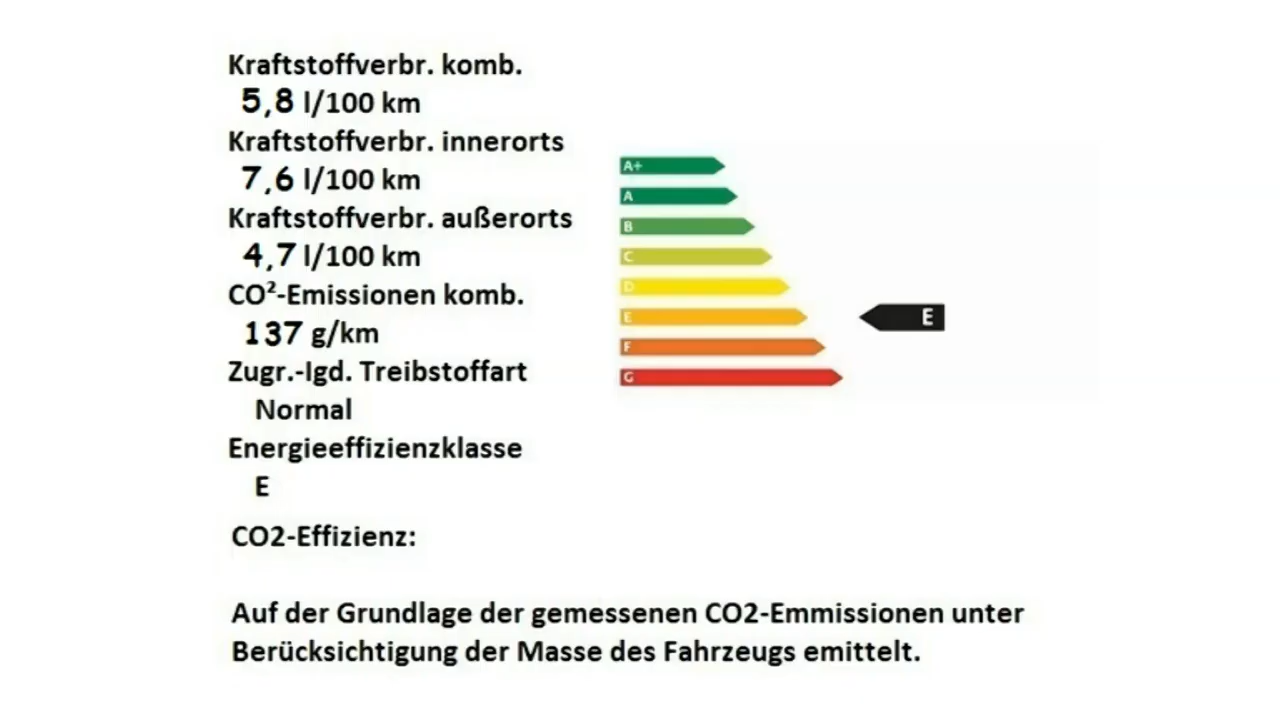 Kraftstoffverbr. komb.
5,8 l/100 km
Kraftstoffverbr. innerorts
7,6 l/100 km
Kraftstoffverbr. außerorts
4,7 l/100 km
CO²-Emissionen komb.
137 g/km
Zugr.-lgd. Treibstoffart
Normal
Energieeffizienzklasse
E
A+
A
B
C
D
E
E
F
G
CO2-Effizienz:
Auf der Grundlage der gemessenen CO2-Emmissionen unter
Berücksichtigung der Masse des Fahrzeugs emittelt.